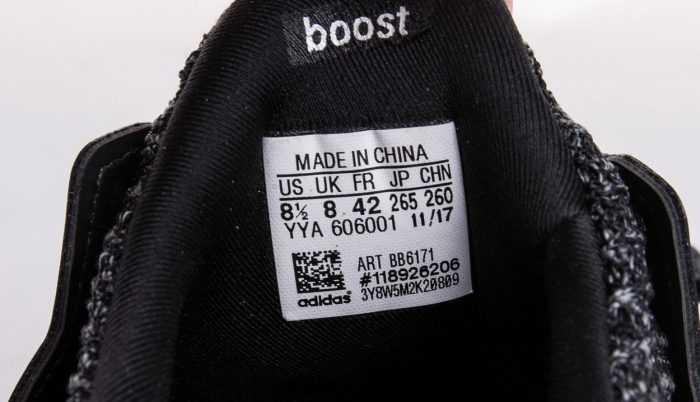 boost
MADE IN CHINA
US UK FR JP CHN
8½ 8 42 265 260
YYA 606001 11/17
ART BB6171
#118926206
adidas® 3Y8W5M2K20809